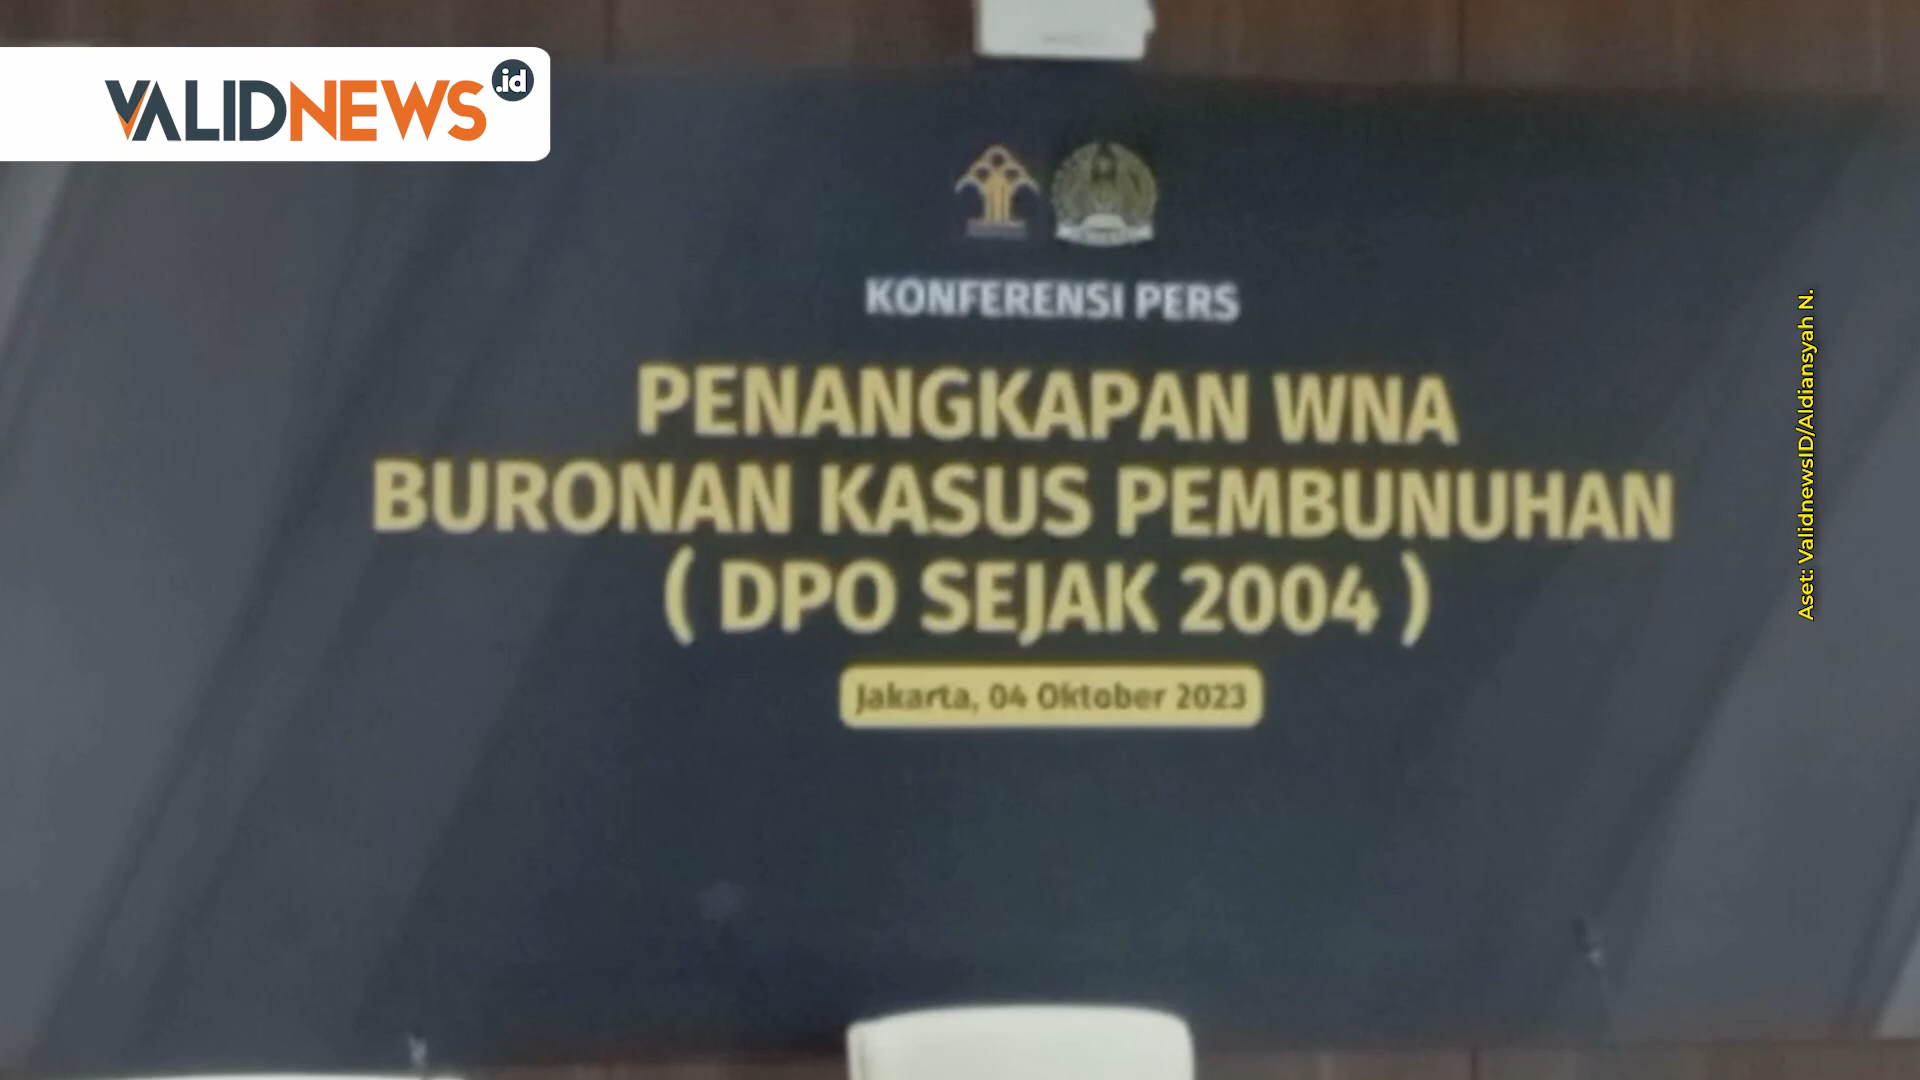 VALIDNEWS.id
KONFERENSI PERS
PENANGKAPAN WNA
BURONAN KASUS PEMBUNUHAN
( DPO SEJAK 2004 )
Jakarta, 04 Oktober 2023
Aset: ValidnewsID/Aldiansyah N.